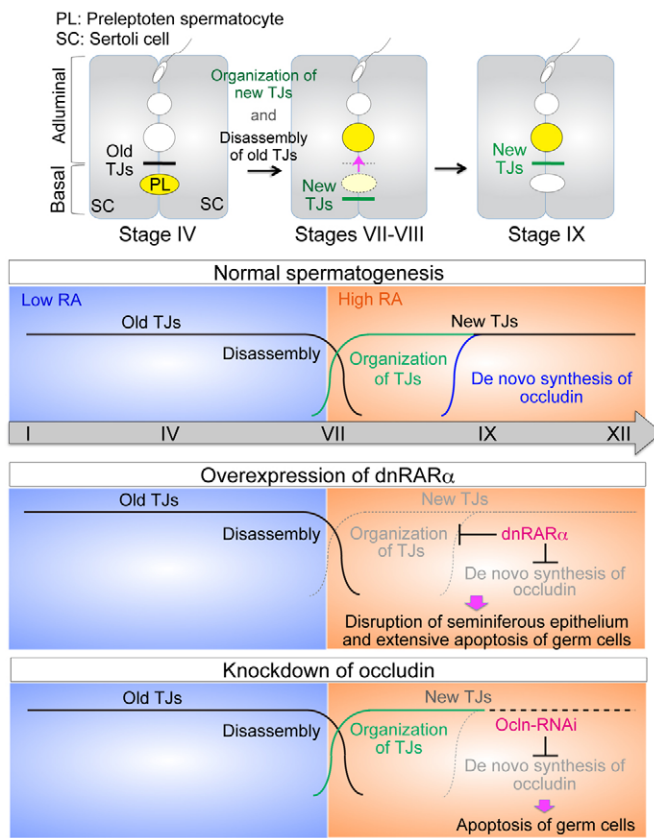 PL: Preleptoten spermatocyte
SC: Sertoli cell
Adluminal
Basal
Old
TJs
PL
SC
SC
Stage IV
Organization of
new TJs
and
Disassembly
of old TJs
New
TJs
Stages VII-VIII
New
TJs
Stage IX
Normal spermatogenesis
Low RA
High RA
Old TJs
New TJs
Disassembly
Organization
of TJs
De novo synthesis of
occludin
I IV VII IX XII
Overexpression of dnRARα
Old TJs
New TJs
Disassembly
Organization
of TJs
dnRARα
De novo synthesis of
occludin
Disruption of seminiferous epithelium
and extensive apoptosis of germ cells
Knockdown of occludin
Old TJs
New TJs
Disassembly
Organization
of TJs
Ocln-RNAi
De novo synthesis of
occludin
Apoptosis of germ cells